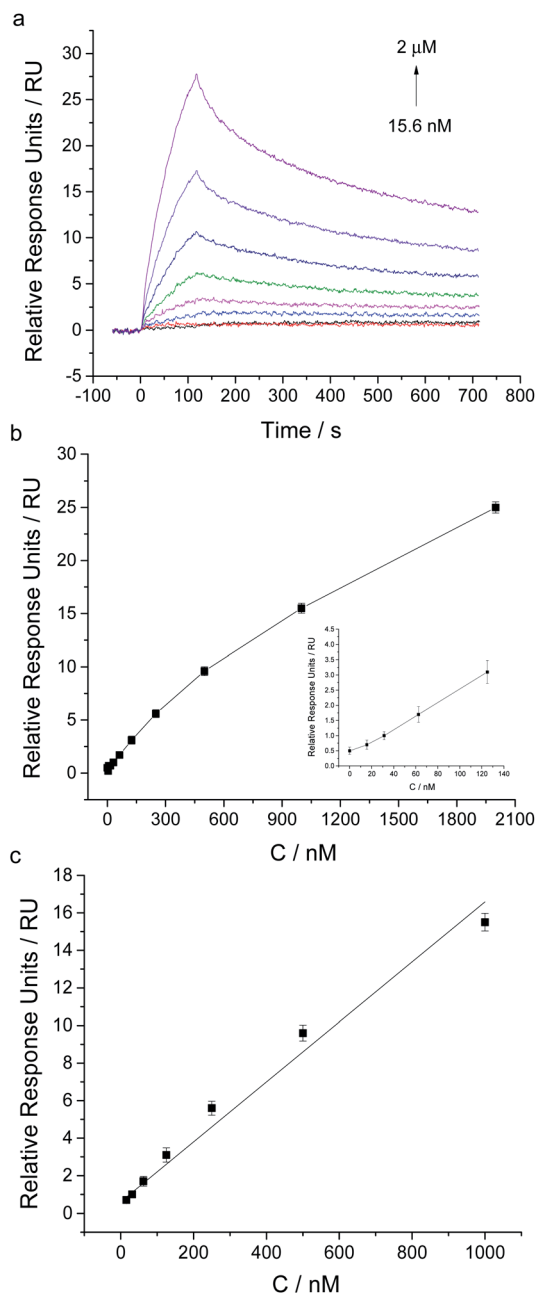 a
Relative Response Units / RU
30
25
20
15
10
5
0
-5
2 μM
15.6 nM
-100 0 100 200 300 400 500 600 700 800
Time / s
b
Relative Response Units / RU
30
25
20
15
10
5
0
Relative Response Units / RU
4.5
4.0
3.5
3.0
2.5
2.0
1.5
1.0
0.5
0.0
0 20 40 60 80 100 120 140
C / nM
0 300 600 900 1200 1500 1800 2100
C / nM
c
Relative Response Units / RU
18
16
14
12
10
8
6
4
2
0
0 200 400 600 800 1000
C / nM